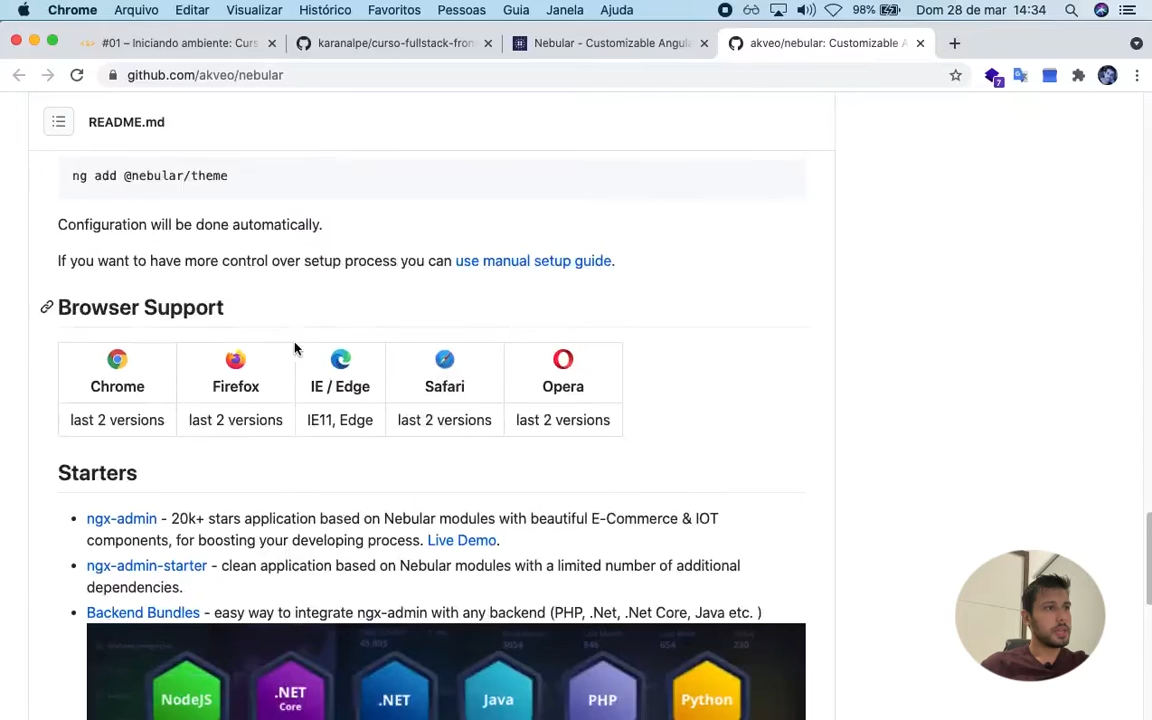 Chrome Arquivo Editar Visualizar Histórico Favoritos Pessoas Guia Janela Ajuda 98% Dom 28 de mar 14:34
#01 – Iniciando ambiente: Curs karanalpe/curso-fullstack-fron Nebular - Customizable Angula akveo/nebular: Customizable A
github.com/akveo/nebular 7
README.md
ng add @nebular/theme
Configuration will be done automatically.
If you want to have more control over setup process you can use manual setup guide.
Browser Support
Chrome Firefox IE / Edge Safari Opera
last 2 versions last 2 versions IE11, Edge last 2 versions last 2 versions
Starters
• ngx-admin - 20k+ stars application based on Nebular modules with beautiful E-Commerce & IOT
components, for boosting your developing process. Live Demo.
• ngx-admin-starter - clean application based on Nebular modules with a limited number of additional
dependencies.
• Backend Bundles - easy way to integrate ngx-admin with any backend (PHP, .Net, .Net Core, Java etc. )
NodeJS .NET Core .NET Java PHP Python